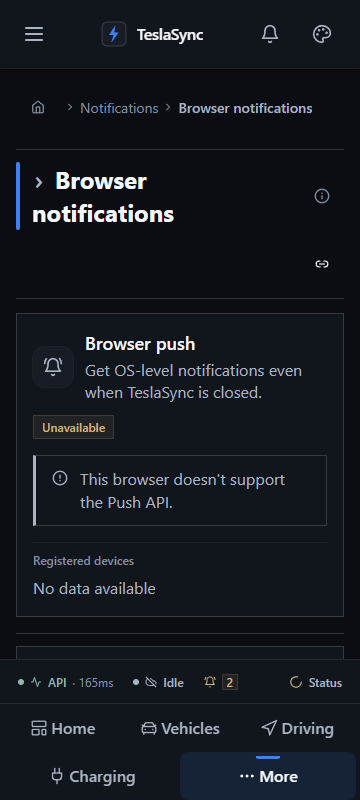 TeslaSync
Notifications
Browser notifications
Browser
notifications
Browser push
Get OS-level notifications even
when TeslaSync is closed.
Unavailable
This browser doesn't support
the Push API.
Registered devices
No data available
API · 165ms
Idle
2
Status
Home
Vehicles
Driving
Charging
More